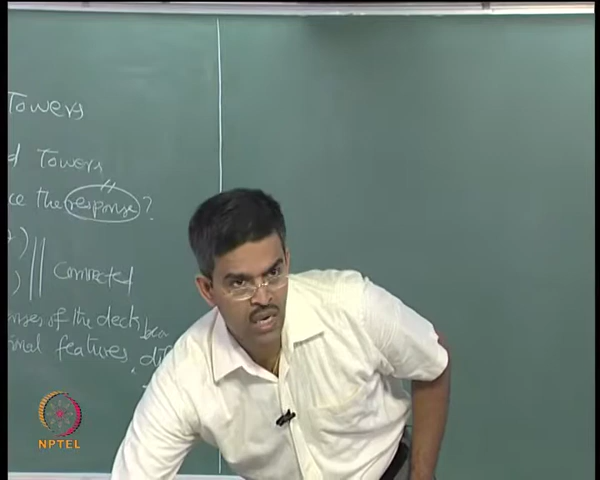 Towers
d Towers
ce the response?
connected
nses of the deck
nal features
NPTEL